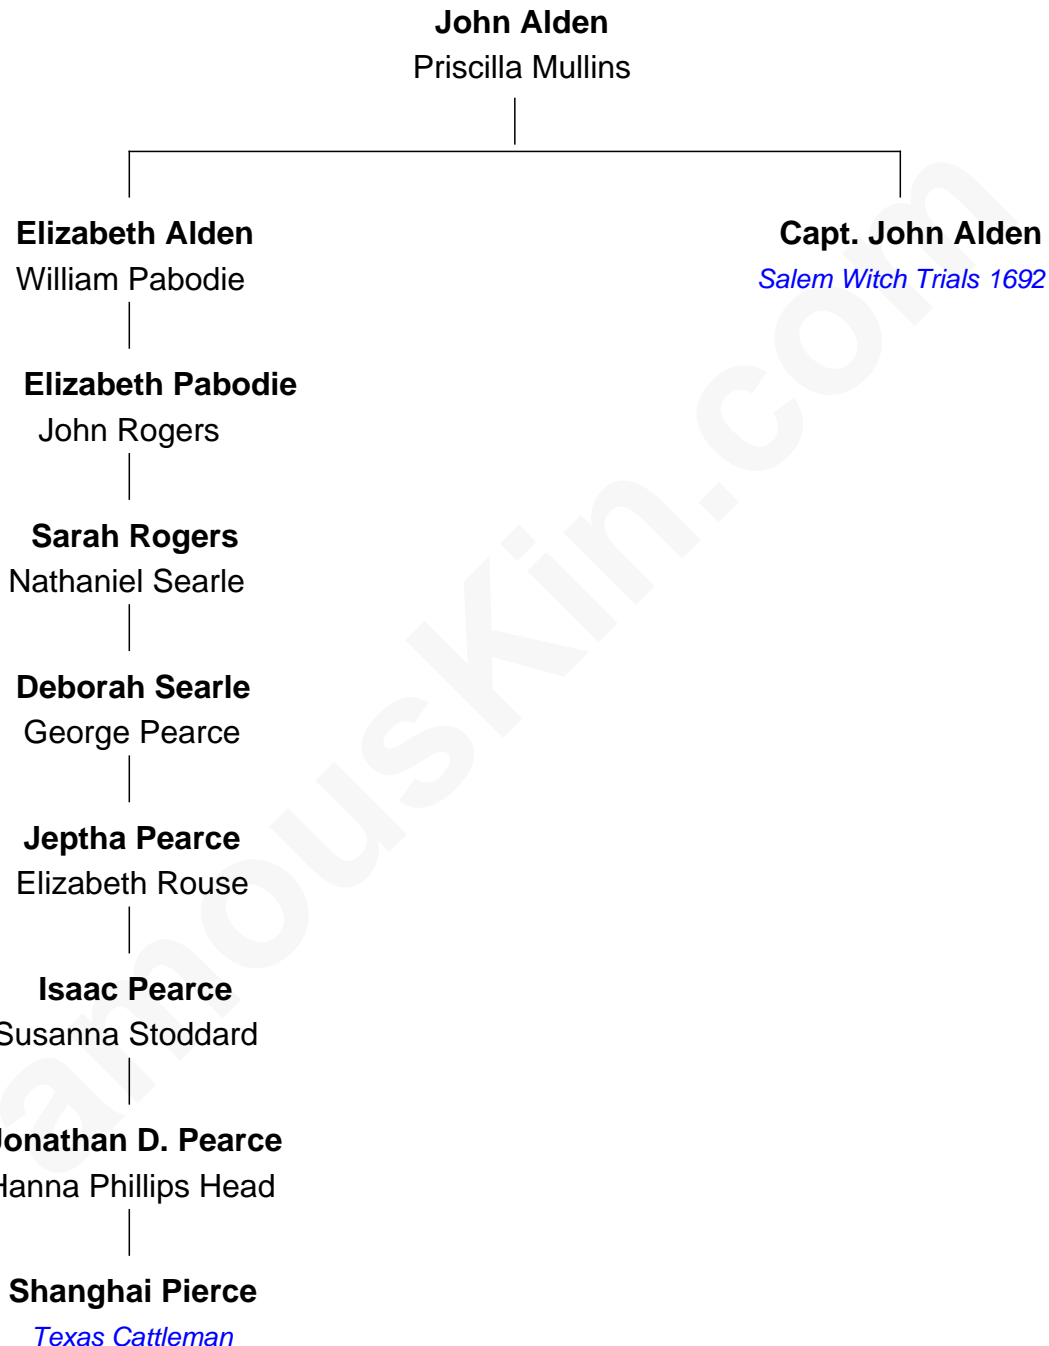 John Alden
Priscilla Mullins
Elizabeth Alden
William Pabodie
Capt. John Alden
Salem Witch Trials 1692
Elizabeth Pabodie
John Rogers
Sarah Rogers
Nathaniel Searle
Deborah Searle
George Pearce
Jeptha Pearce
Elizabeth Rouse
Isaac Pearce
Susanna Stoddard
Jonathan D. Pearce
Hanna Phillips Head
Shanghai Pierce
Texas Cattleman
amouskin.com